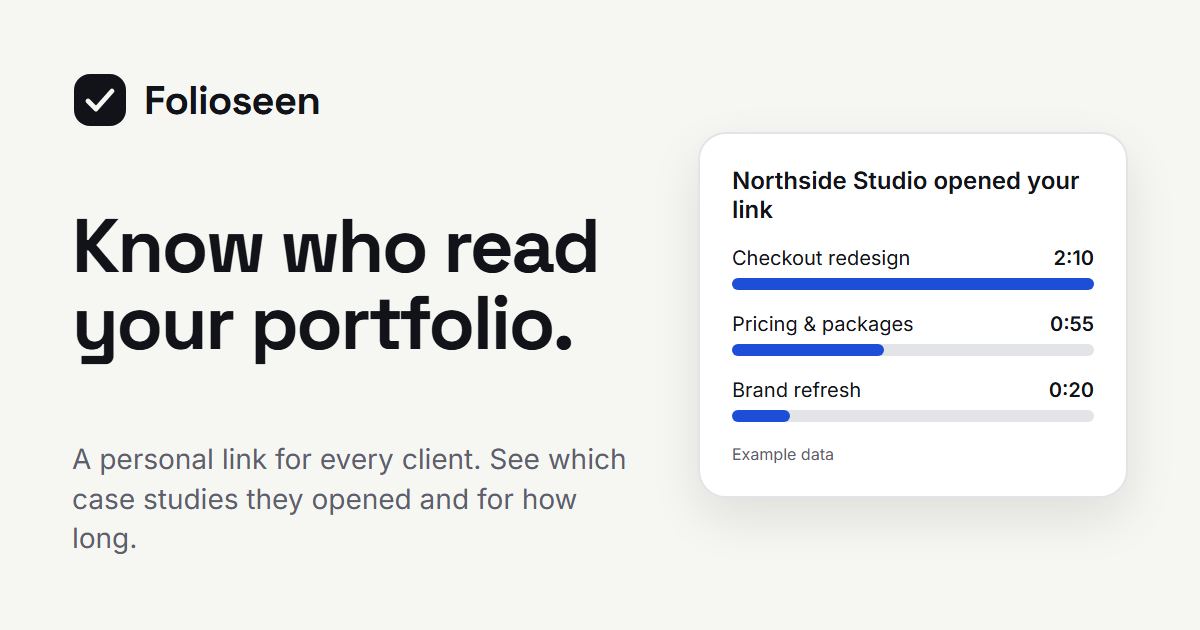 Folioseen
Know who read
your portfolio.
A personal link for every client. See which
case studies they opened and for how
long.
Northside Studio opened your
link
Checkout redesign 2:10
Pricing & packages 0:55
Brand refresh 0:20
Example data